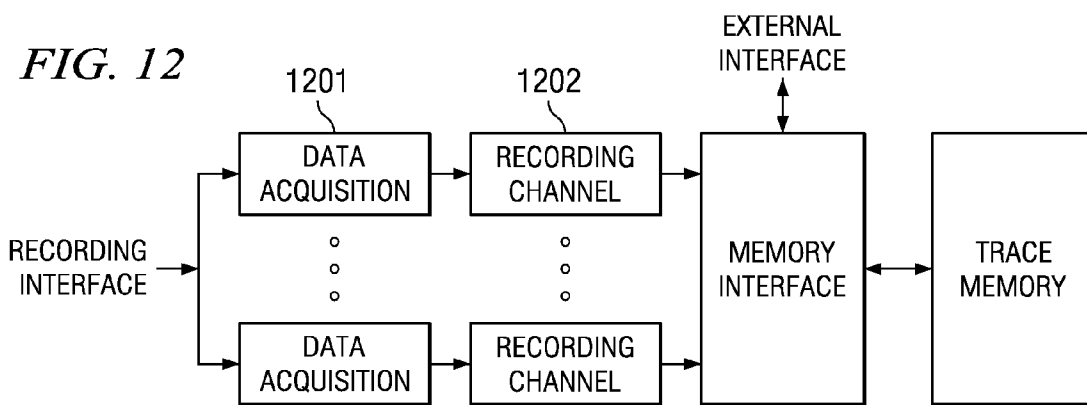 FIG. 12
EXTERNAL
INTERFACE
1201
1202
DATA
ACQUISITION
RECORDING
CHANNEL
RECORDING
INTERFACE
MEMORY
INTERFACE
TRACE
MEMORY
DATA
ACQUISITION
RECORDING
CHANNEL